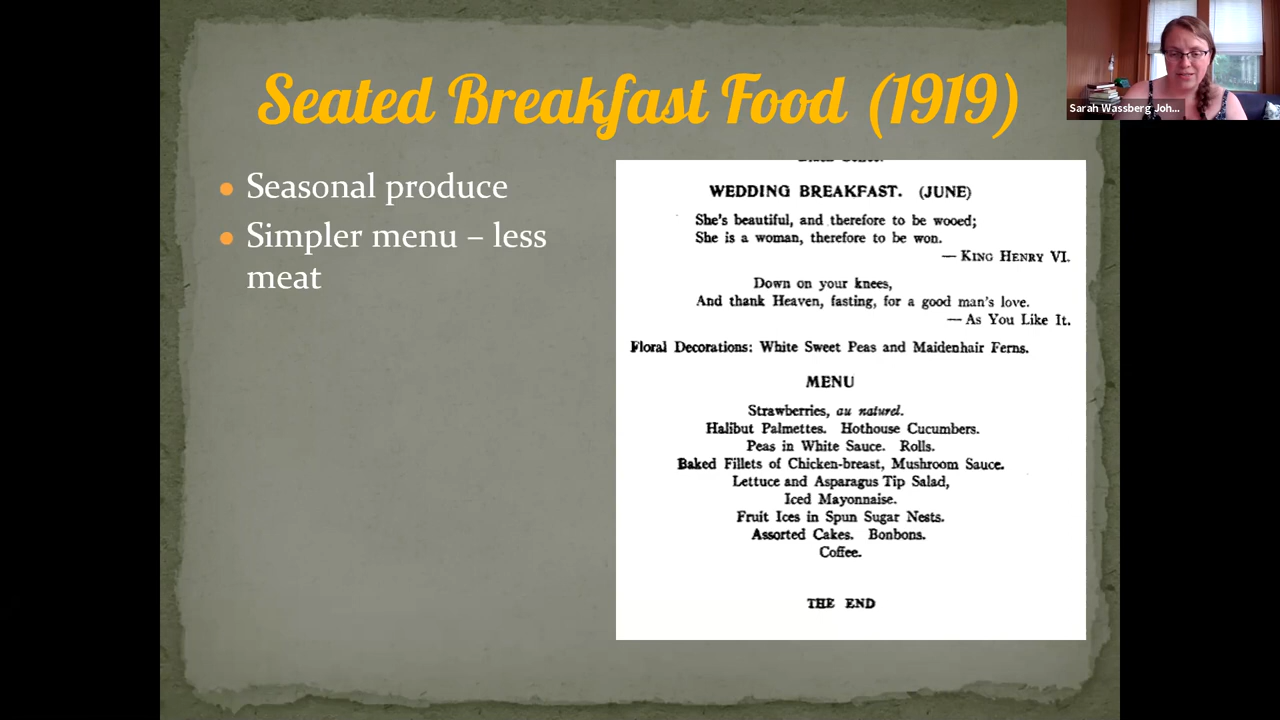 Seated Breakfast Food (1919)
Sarah Wassberg Joh...
• Seasonal produce
• Simpler menu – less
meat
WEDDING BREAKFAST. (JUNE)
She's beautiful, and therefore to be wooed;
She is a woman, therefore to be won.
— KING HENRY VI.
Down on your knees,
And thank Heaven, fasting, for a good man's love.
— AS YOU LIKE IT.
Floral Decorations: White Sweet Peas and Maidenhair Ferns.
MENU
Strawberries, au naturel.
Halibut Palmettes. Hothouse Cucumbers.
Peas in White Sauce. Rolls.
Baked Fillets of Chicken-breast, Mushroom Sauce.
Lettuce and Asparagus Tip Salad,
Iced Mayonnaise.
Fruit Ices in Spun Sugar Nests.
Assorted Cakes. Bonbons.
Coffee.
THE END